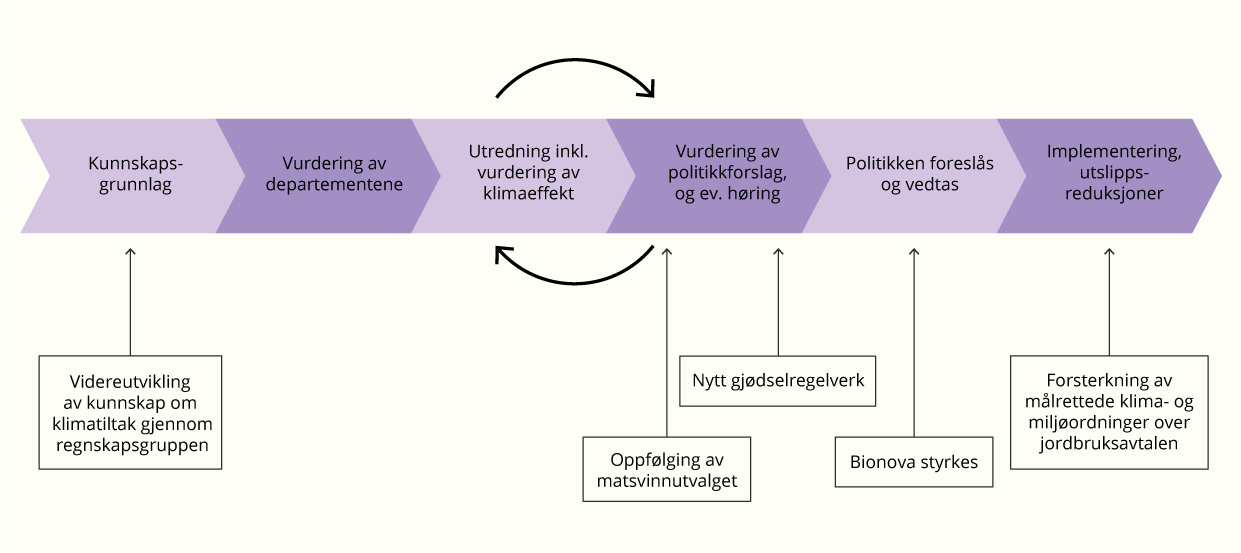 Kunnskaps-
grunnlag
Vurdering av
departementene
Utredning inkl.
vurdering av
klimaeffekt
Vurdering av
politikkforslag,
og ev. høring
Politikken foreslås
og vedtas
Implementering,
utslipps-
reduksjoner
Videreutvikling
av kunnskap om
klimatiltak gjennom
regnskapsgruppen
Oppfølging av
matsvinnutvalget
Nytt gjødselregelverk
Bionova styrkes
Forsterkning av
målrettede klima- og
miljøordninger over
jordbruksavtalen